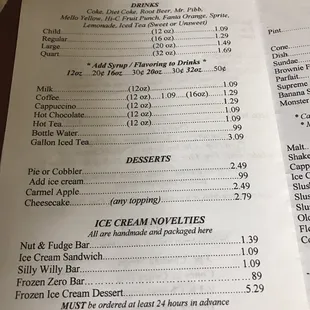 DRINKS
Coke, Diet Coke, Root Beer, Mr. Pibb,
Mello Yellow, Hi-C Fruit Punch, Fanta Orange, Sprite,
Lemonade, Iced Tea (Sweet or Unsweet)
Child (12 oz) 1.09
Regular (16 oz) 1.29
Large (20 oz) 1.49
Quart (32 oz) 1.69
* Add Syrup / Flavoring to Drinks *
12oz .20¢ 16oz 30¢ 20oz 30¢ 32oz .50¢
Milk (12oz) 1.09
Coffee (12 oz) 1.09 (16oz) 1.29
Cappuccino (12 oz) 1.09
Hot Chocolate (12 oz) 1.09
Hot Tea (12 oz) 1.09
Bottle Water .99
Gallon Iced Tea 3.09
DESSERTS
Pie or Cobbler 2.49
Add ice cream .99
Carmel Apple 2.49
Cheesecake (any topping) 2.79
ICE CREAM NOVELTIES
All are handmade and packaged here
Nut & Fudge Bar 1.39
Ice Cream Sandwich 1.09
Silly Willy Bar 1.09
Frozen Zero Bar 89
Frozen Ice Cream Dessert 5.29
MUST be ordered at least 24 hours in advance
Pint
Cone
Dish
Sundae
Brownie
Parfait
Supreme
Banana S
Monster
* Ca
* A
Malt
Shake
Capp
Ice C
Slus
Slus
Slus
Old
Flo
Co